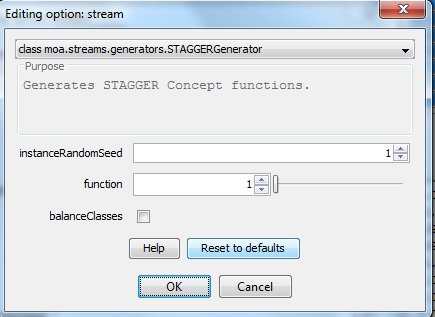 Editing option: stream
class moa.streams.generators.STAGGERGenerator
Purpose
Generates STAGGER Concept functions.
instanceRandomSeed 1
function 1
balanceClasses
Help Reset to defaults
OK Cancel